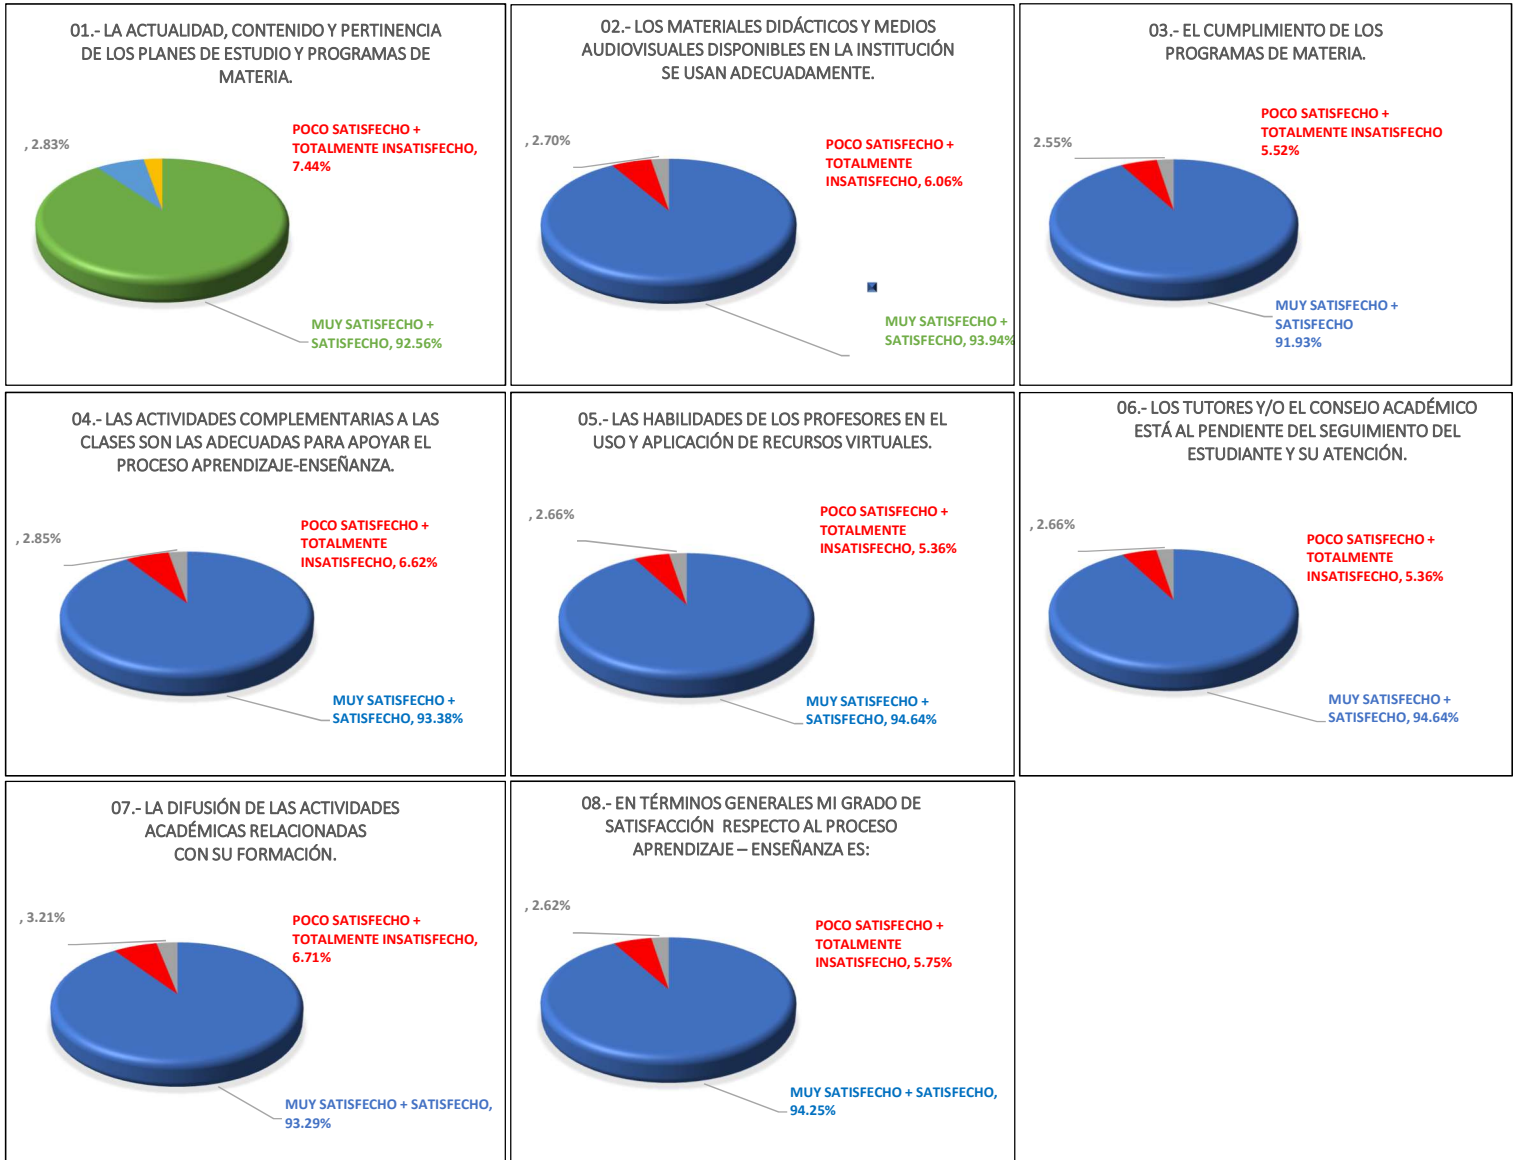 01.- LA ACTUALIDAD, CONTENIDO Y PERTINENCIA
DE LOS PLANES DE ESTUDIO Y PROGRAMAS DE
MATERIA.
, 2.83%
POCO SATISFECHO +
TOTALMENTE INSATISFECHO,
7.44%
MUY SATISFECHO +
SATISFECHO, 92.56%
02.- LOS MATERIALES DIDÁCTICOS Y MEDIOS
AUDIOVISUALES DISPONIBLES EN LA INSTITUCIÓN
SE USAN ADECUADAMENTE.
, 2.70%
POCO SATISFECHO +
TOTALMENTE
INSATISFECHO, 6.06%
MUY SATISFECHO +
SATISFECHO, 93.94%
03.- EL CUMPLIMIENTO DE LOS
PROGRAMAS DE MATERIA.
2.55%
POCO SATISFECHO +
TOTALMENTE INSATISFECHO
5.52%
MUY SATISFECHO +
SATISFECHO
91.93%
04.- LAS ACTIVIDADES COMPLEMENTARIAS A LAS
CLASES SON LAS ADECUADAS PARA APOYAR EL
PROCESO APRENDIZAJE-ENSEÑANZA.
, 2.85%
POCO SATISFECHO +
TOTALMENTE
INSATISFECHO, 6.62%
MUY SATISFECHO +
SATISFECHO, 93.38%
05.- LAS HABILIDADES DE LOS PROFESORES EN EL
USO Y APLICACIÓN DE RECURSOS VIRTUALES.
, 2.66%
POCO SATISFECHO +
TOTALMENTE
INSATISFECHO, 5.36%
MUY SATISFECHO +
SATISFECHO, 94.64%
06.- LOS TUTORES Y/O EL CONSEJO ACADÉMICO
ESTÁ AL PENDIENTE DEL SEGUIMIENTO DEL
ESTUDIANTE Y SU ATENCIÓN.
, 2.66%
POCO SATISFECHO +
TOTALMENTE
INSATISFECHO, 5.36%
MUY SATISFECHO +
SATISFECHO, 94.64%
07.- LA DIFUSIÓN DE LAS ACTIVIDADES
ACADÉMICAS RELACIONADAS
CON SU FORMACIÓN.
, 3.21%
POCO SATISFECHO +
TOTALMENTE INSATISFECHO,
6.71%
MUY SATISFECHO + SATISFECHO,
93.29%
08.- EN TÉRMINOS GENERALES MI GRADO DE
SATISFACCIÓN RESPECTO AL PROCESO
APRENDIZAJE – ENSEÑANZA ES:
, 2.62%
POCO SATISFECHO +
TOTALMENTE
INSATISFECHO, 5.75%
MUY SATISFECHO + SATISFECHO,
94.25%